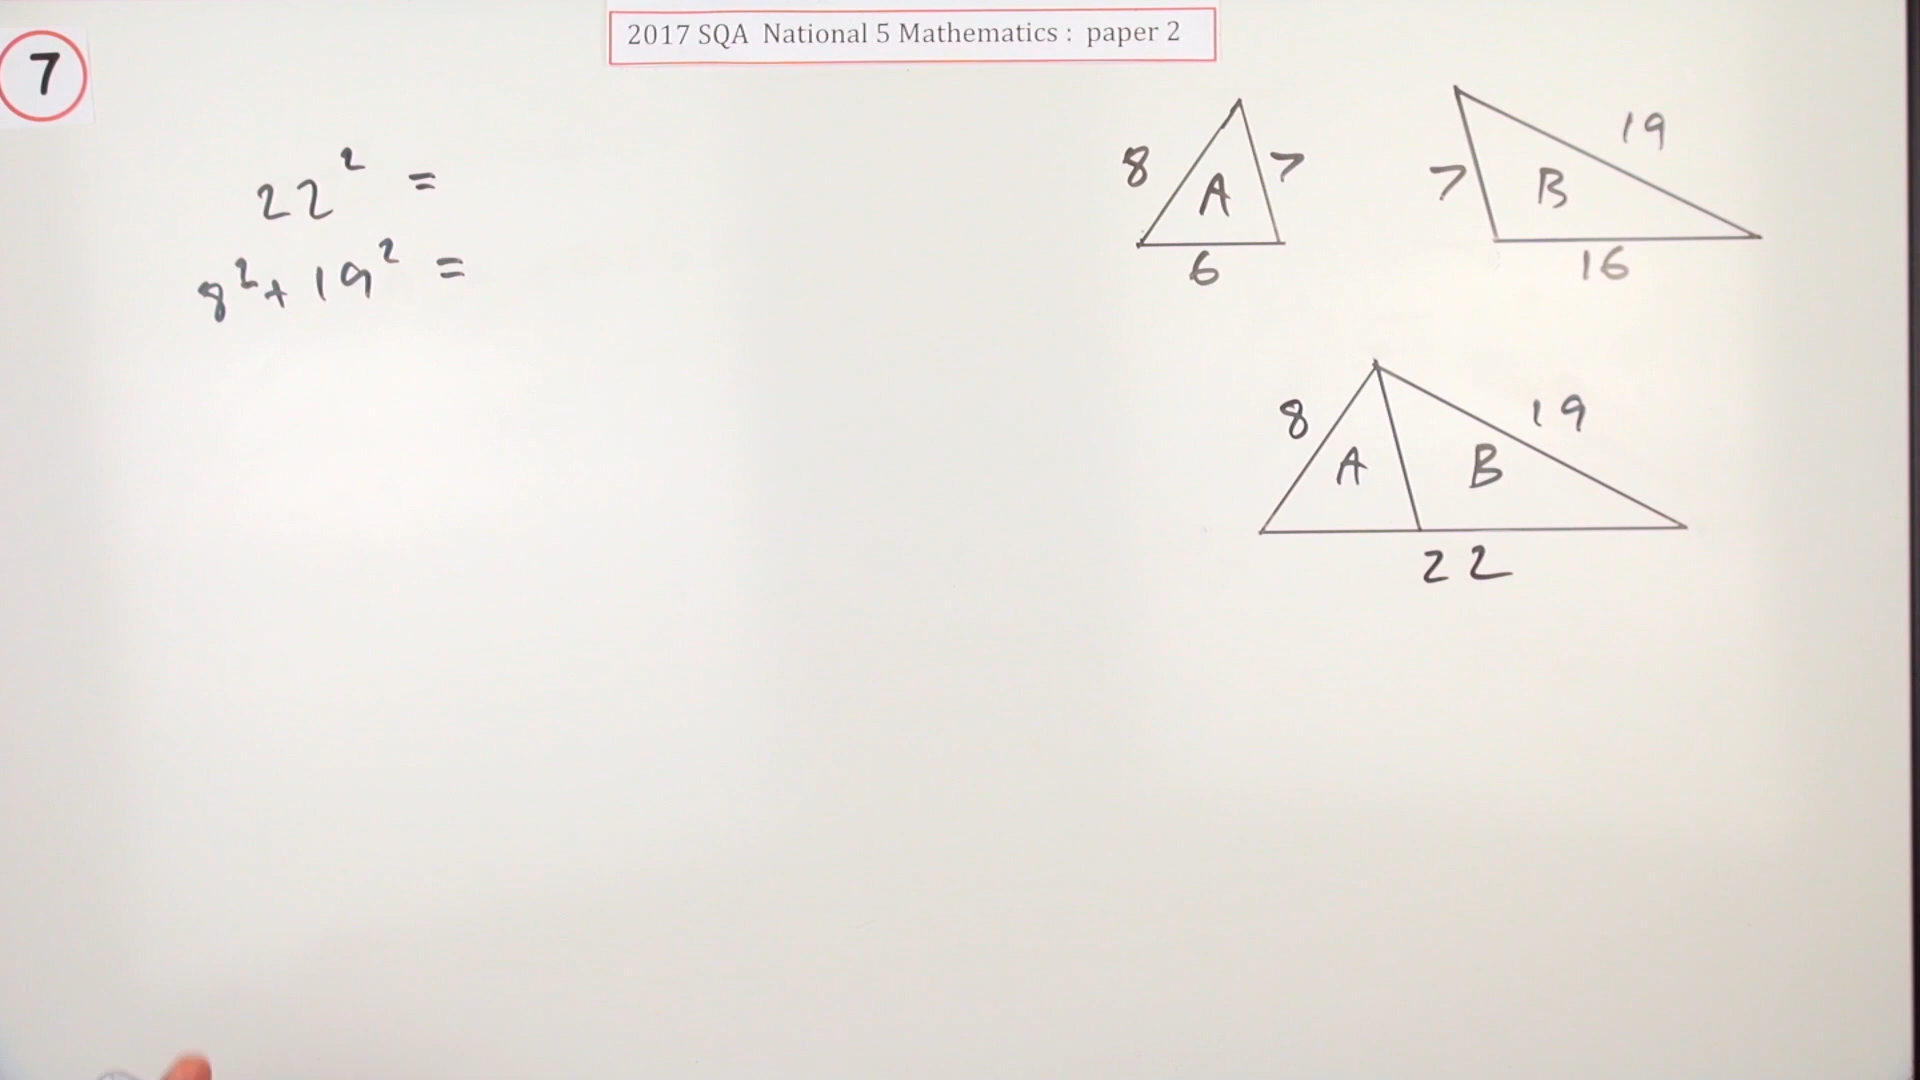 2017 SQA National 5 Mathematics : paper 2
7
22² =
8² + 19² =
8 A 7
6
7 B 19
16
8 A B 19
22